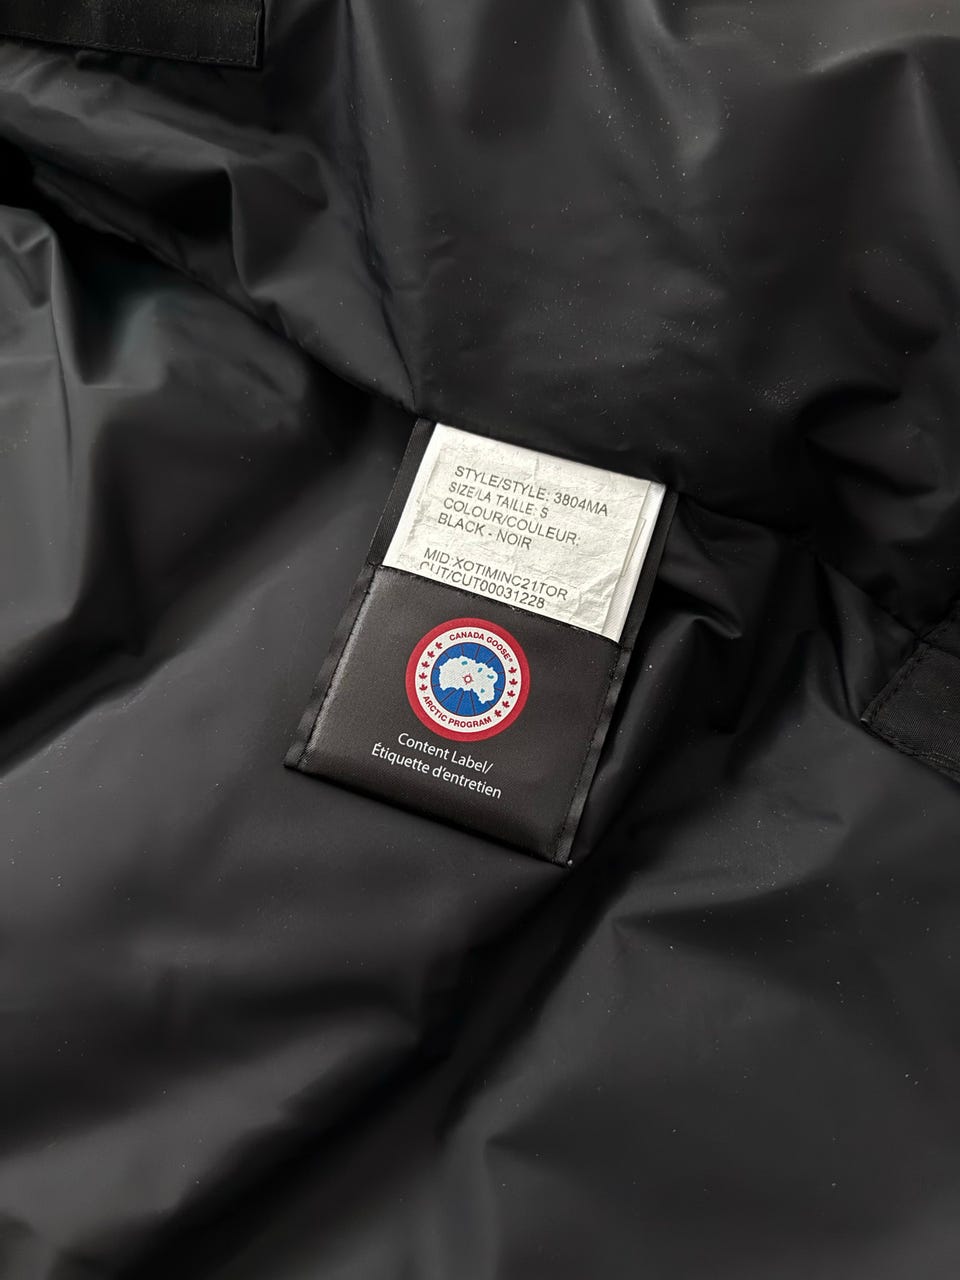 STYLE/STYLE: 3804MA
SIZE/LA TAILLE: S
COLOUR/COULEUR:
BLACK - NOIR
MID:XOTIMINC21TOR
CUT/CUT00031228
CANADA GOOSE®
ARCTIC PROGRAM
Content Label/
Étiquette d'entretien